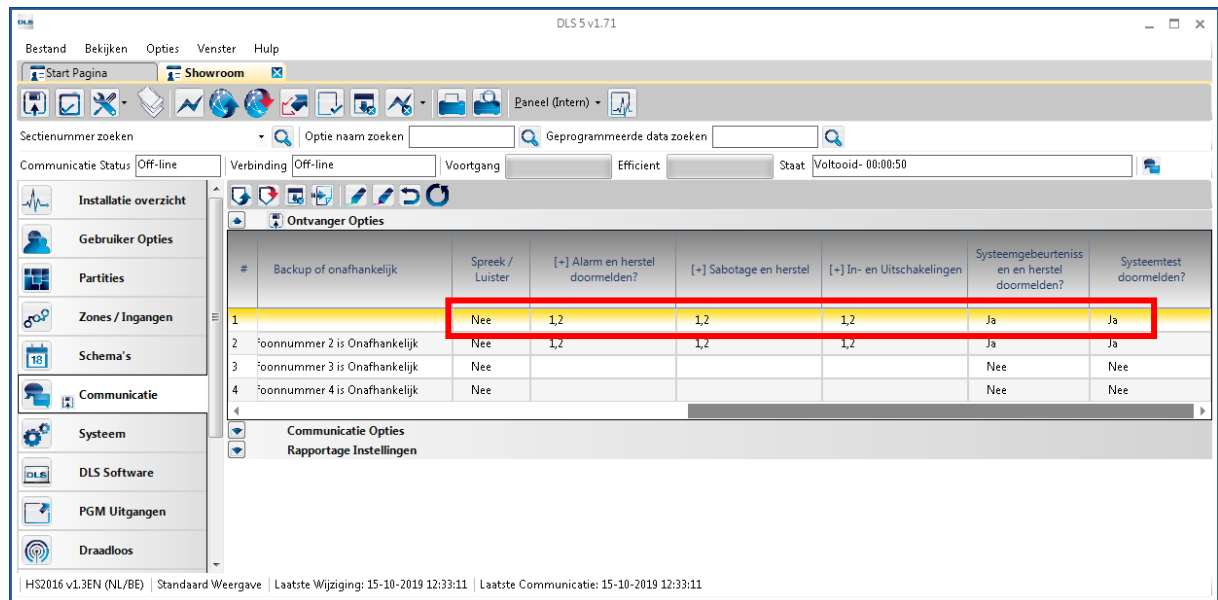 DLS 5 v1.71
Bestand Bekijken Opties Venster Hulp
Start Pagina Showroom
Paneel (Intern)
Sectienummer zoeken Optie naam zoeken Geprogrammeerde data zoeken
Communicatie Status Off-line Verbinding Off-line Voortgang Efficient Staat Voltooid- 00:00:50
Installatie overzicht
Gebruiker Opties
Partities
Zones / Ingangen
Schema's
18
Communicatie
Systeem
DLS Software
DLS
PGM Uitgangen
Draadloos
Ontvanger Opties
# Backup of onafhankelijk Spreek / Luister [+] Alarm en herstel doormelden? [+] Sabotage en herstel [+] In- en Uitschakelingen Systeemgebeurteniss en en herstel doormelden? Systeemtest doormelden?
1 Nee 1,2 1,2 1,2 Ja Ja
2 foonnummer 2 is Onafhankelijk Nee 1,2 1,2 1,2 Ja Ja
3 foonnummer 3 is Onafhankelijk Nee Nee Nee
4 foonnummer 4 is Onafhankelijk Nee Nee Nee
Communicatie Opties
Rapportage Instellingen
HS2016 v1.3EN (NL/BE) Standaard Weergave Laatste Wijziging: 15-10-2019 12:33:11 Laatste Communicatie: 15-10-2019 12:33:11